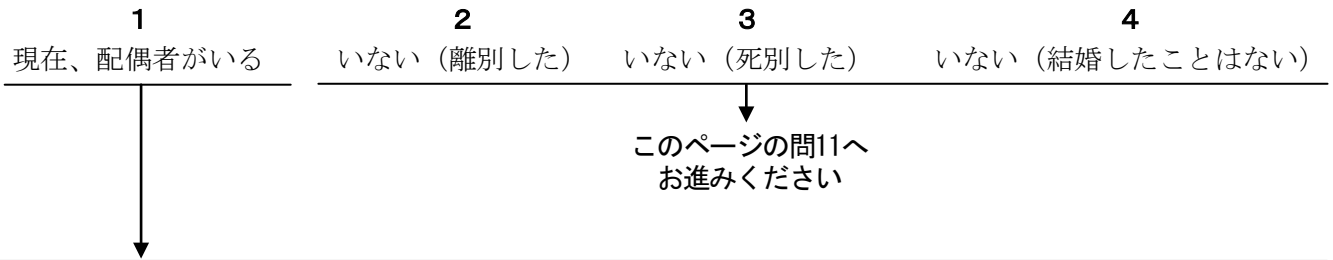 1 2 3 4
現在、配偶者がいる いない（離別した） いない（死別した） いない（結婚したことはない）
このページの問11へ
お進みください